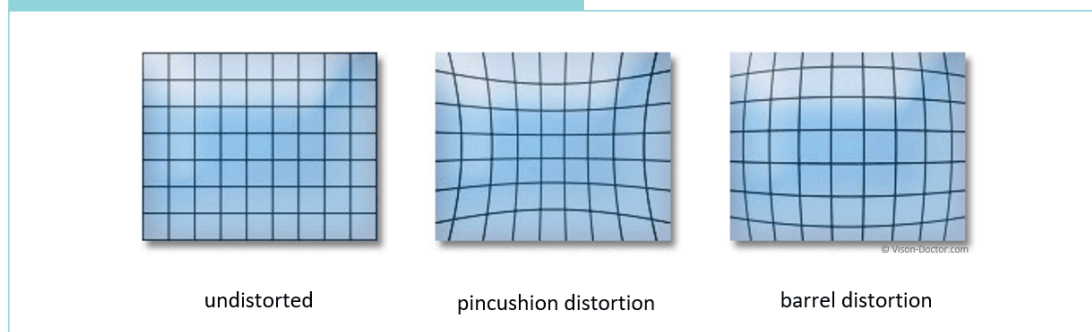 © Vison-Doctor.com
undistorted
pincushion distortion
barrel distortion